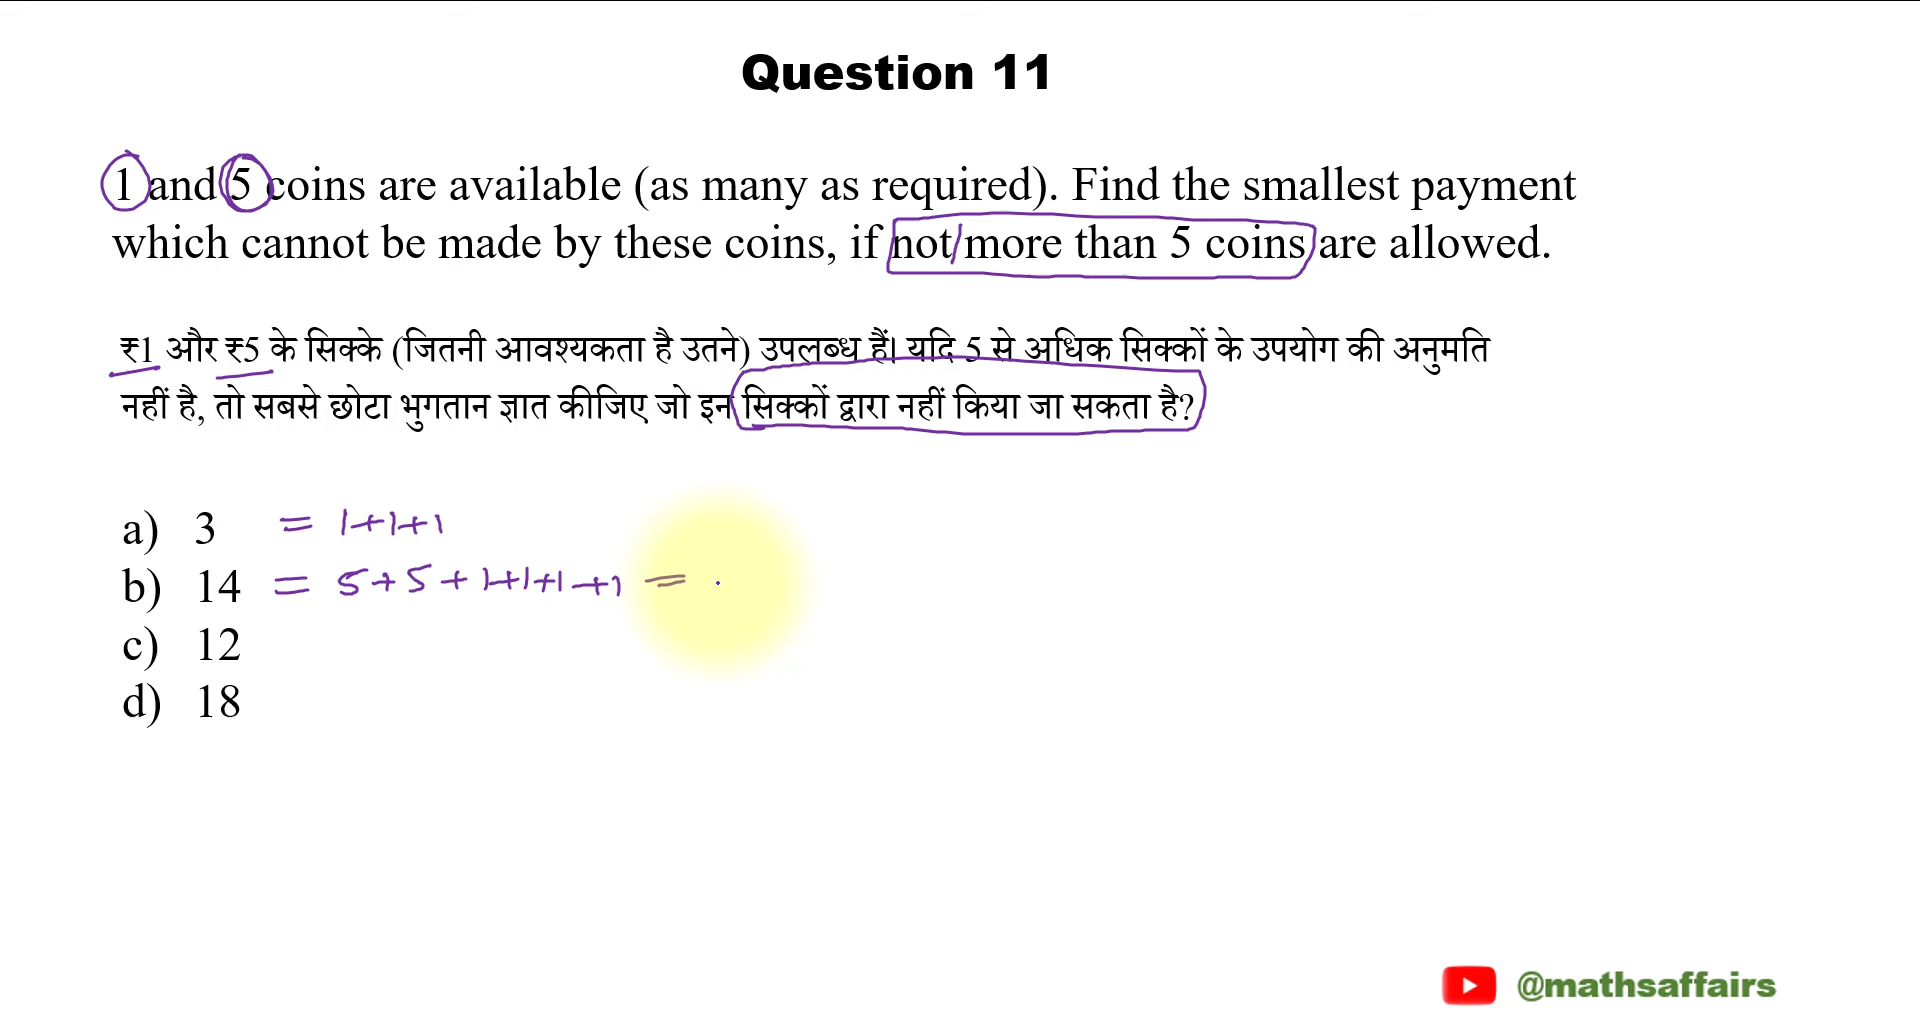 Question 11
1 and 5 coins are available (as many as required). Find the smallest payment
which cannot be made by these coins, if not more than 5 coins are allowed.
₹1 और ₹5 के सिक्के (जितनी आवश्यकता है उतने) उपलब्ध हैं। यदि 5 से अधिक सिक्कों के उपयोग की अनुमति
नहीं है, तो सबसे छोटा भुगतान ज्ञात कीजिए जो इन सिक्कों द्वारा नहीं किया जा सकता है?
a) 3 = 1+1+1
b) 14 = 5+5+1+1+1+1 =
c) 12
d) 18
@mathsaffairs